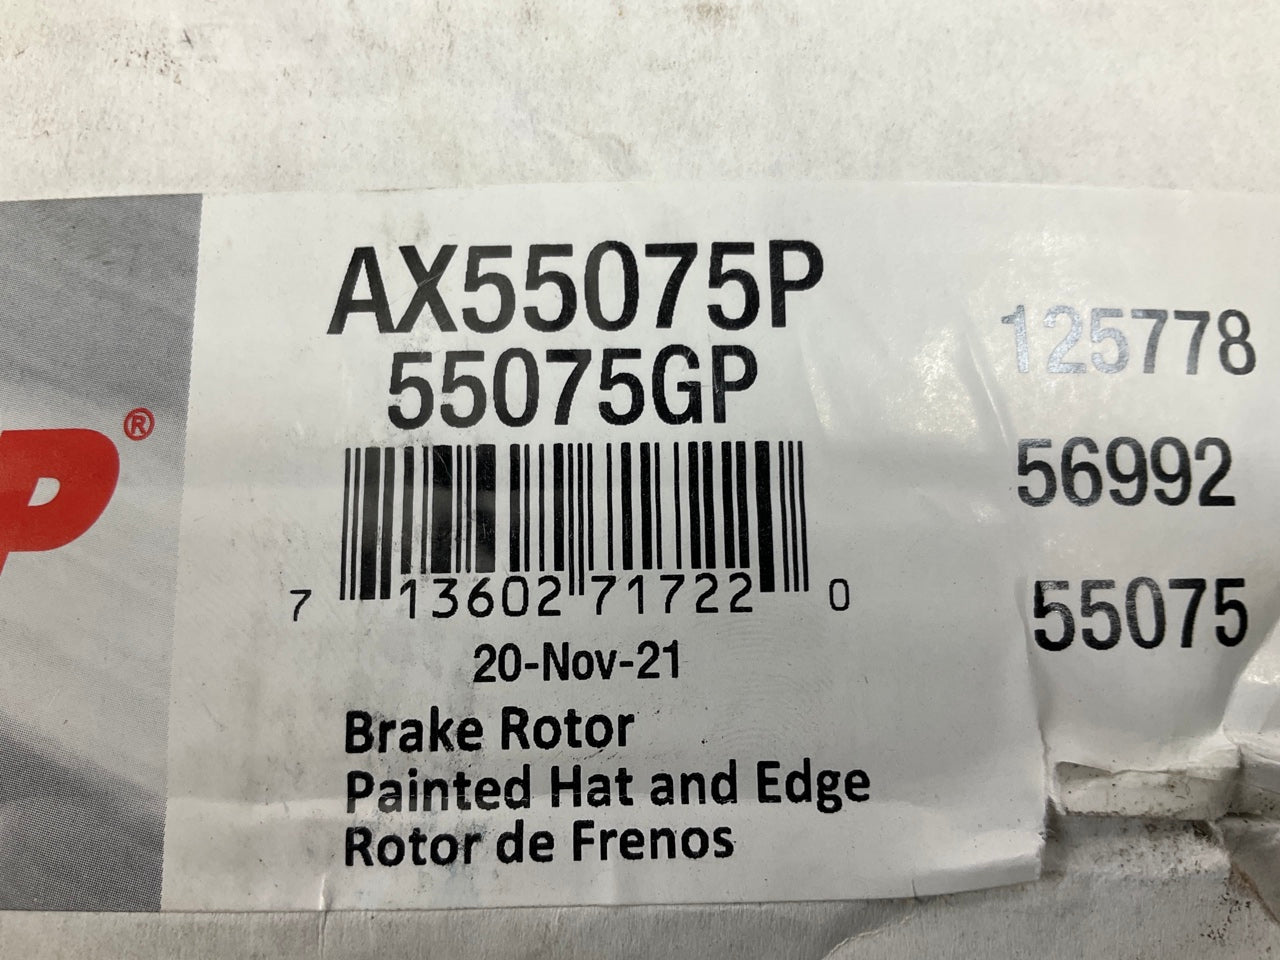 P®
AX55075P
55075GP
7 13602 71722 0
20-Nov-21
Brake Rotor
Painted Hat and Edge
Rotor de Frenos
125778
56992
55075